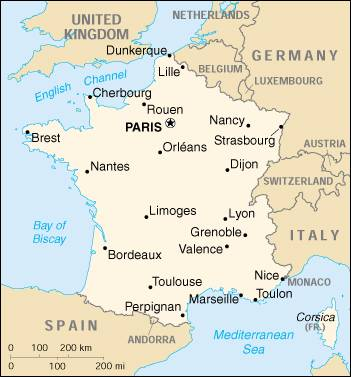 UNITED
KINGDOM
NETHERLANDS
Dunkerque
GERMANY
Lille
BELGIUM
LUXEMBOURG
English Channel
Cherbourg
Rouen
PARIS
Nancy
Strasbourg
Brest
Orléans
AUSTRIA
Nantes
Dijon
SWITZERLAND
Bay of
Biscay
Limoges
Lyon
Grenoble
ITALY
Bordeaux
Valence
Toulouse
Nice
MONACO
Marseille
Toulon
Perpignan
Corsica
(FR.)
SPAIN
ANDORRA
Mediterranean
Sea
0 100 200 km
0 100 200 mi